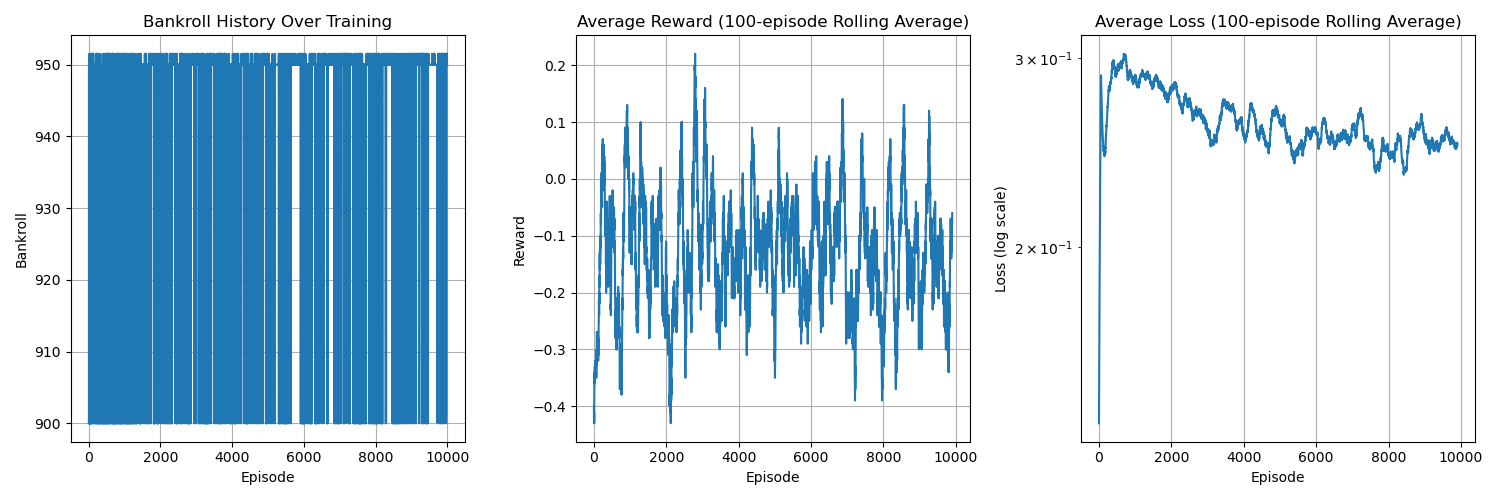 Bankroll History Over Training
950
940
930
920
910
900
Bankroll
0
2000
4000
6000
8000
10000
Episode
Average Reward (100-episode Rolling Average)
0.2
0.1
0.0
−0.1
−0.2
−0.3
−0.4
Reward
0
2000
4000
6000
8000
10000
Episode
Average Loss (100-episode Rolling Average)
3 × 10⁻¹
2 × 10⁻¹
Loss (log scale)
0
2000
4000
6000
8000
10000
Episode